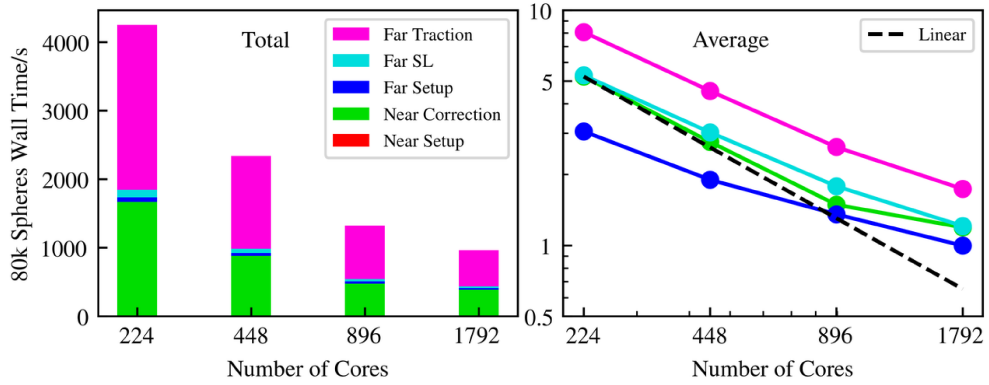 80k Spheres Wall Time/s
4000
3000
2000
1000
0
Total
Far Traction
Far SL
Far Setup
Near Correction
Near Setup
224
448
896
1792
Number of Cores
10
5
1
0.5
Average
Linear
224
448
896
1792
Number of Cores